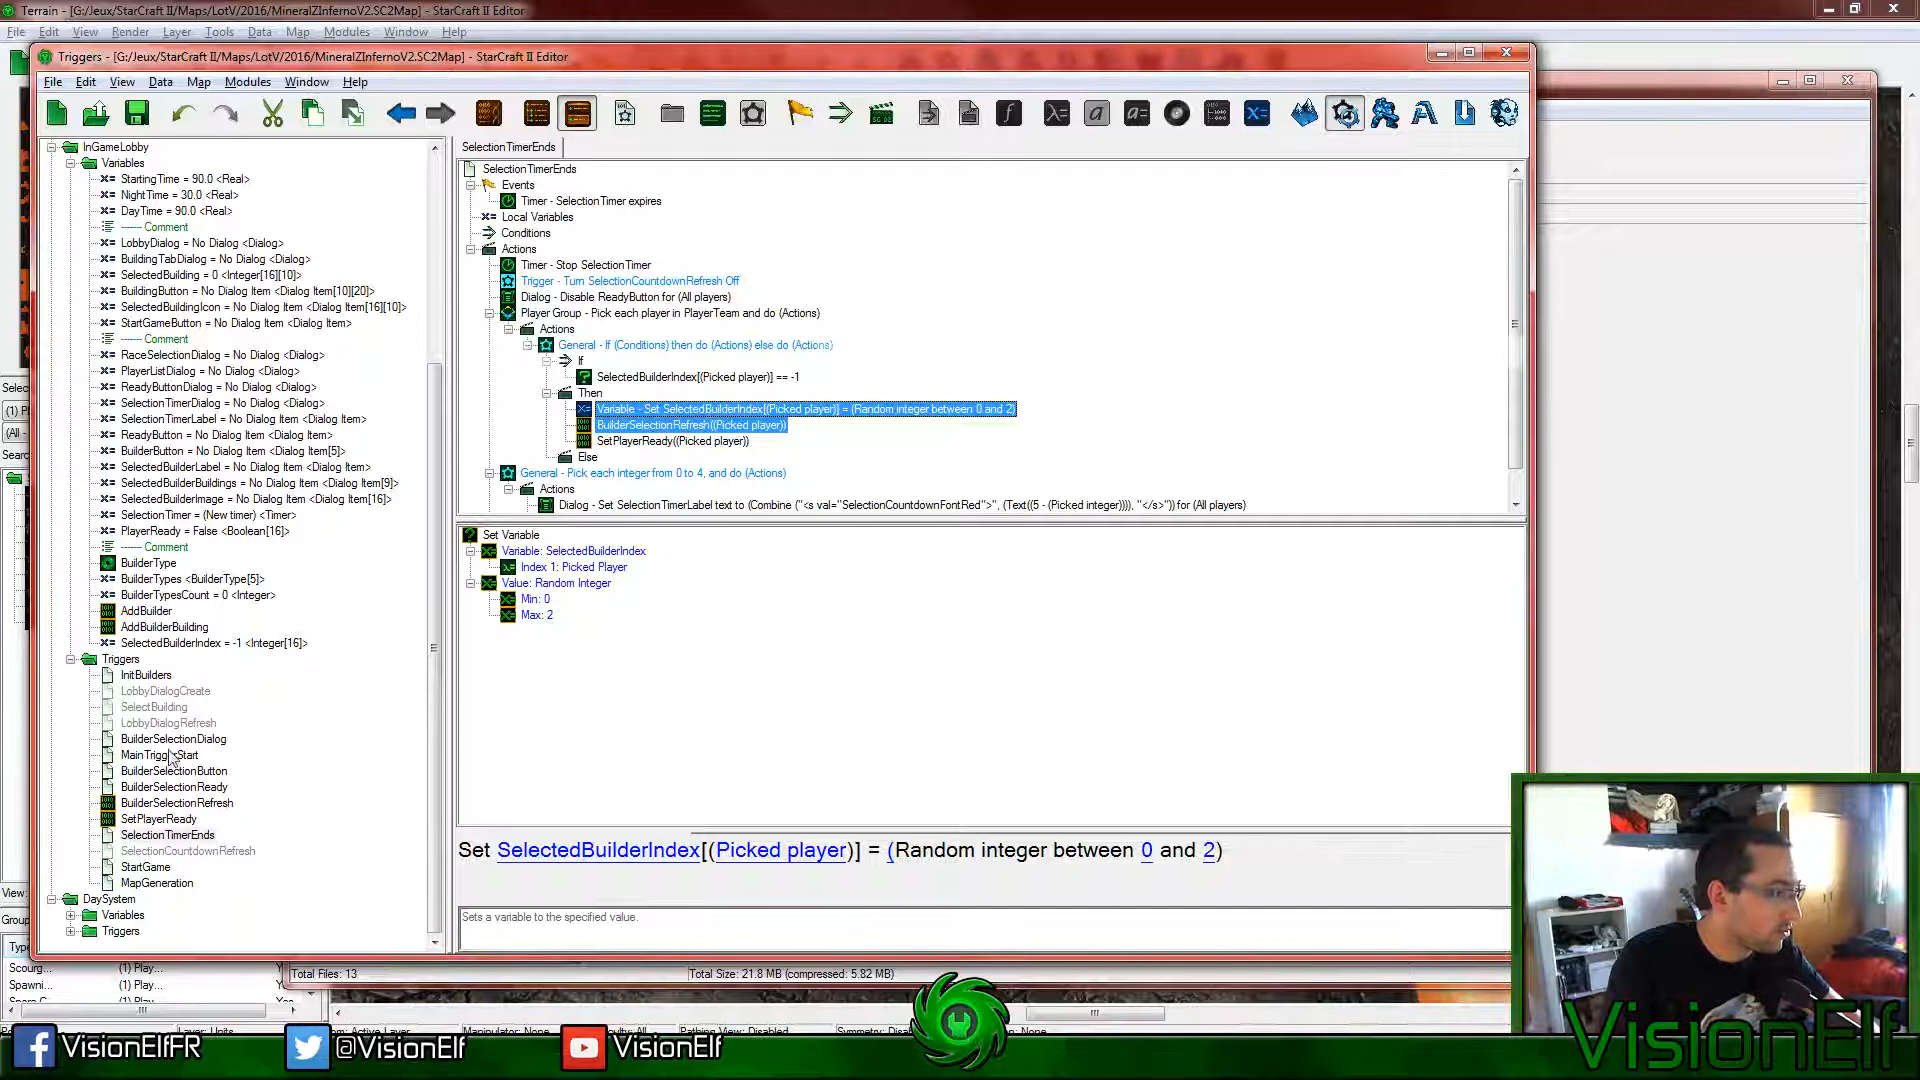 Terrain - [G:/Jeux/StarCraft II/Maps/LotV/2016/MineralZInfernoV2.SC2Map] - StarCraft II Editor
File Edit View Render Layer Tools Data Map Modules Window Help
Triggers - [G:/Jeux/StarCraft II/Maps/LotV/2016/MineralZInfernoV2.SC2Map] - StarCraft II Editor
File Edit View Data Map Modules Window Help
InGameLobby
Variables
StartingTime = 90.0 <Real>
NightTime = 30.0 <Real>
DayTime = 90.0 <Real>
------ Comment
LobbyDialog = No Dialog <Dialog>
BuildingTabDialog = No Dialog <Dialog>
SelectedBuilding = 0 <Integer[16][10]>
BuildingButton = No Dialog Item <Dialog Item[10][20]>
SelectedBuildingIcon = No Dialog Item <Dialog Item[16][10]>
StartGameButton = No Dialog Item <Dialog Item>
------ Comment
RaceSelectionDialog = No Dialog <Dialog>
PlayerListDialog = No Dialog <Dialog>
ReadyButtonDialog = No Dialog <Dialog>
SelectionTimerDialog = No Dialog <Dialog>
SelectionTimerLabel = No Dialog Item <Dialog Item>
ReadyButton = No Dialog Item <Dialog Item>
BuilderButton = No Dialog Item <Dialog Item[5]>
SelectedBuilderLabel = No Dialog Item <Dialog Item>
SelectedBuilderBuildings = No Dialog Item <Dialog Item[9]>
SelectedBuilderImage = No Dialog Item <Dialog Item[16]>
SelectionTimer = (New timer) <Timer>
PlayerReady = False <Boolean[16]>
------ Comment
BuilderType
BuilderTypes <BuilderType[5]>
BuilderTypesCount = 0 <Integer>
AddBuilder
AddBuilderBuilding
SelectedBuilderIndex = -1 <Integer[16]>
Triggers
InitBuilders
LobbyDialogCreate
SelectBuilding
LobbyDialogRefresh
BuilderSelectionDialog
MainTriggerStart
BuilderSelectionButton
BuilderSelectionReady
BuilderSelectionRefresh
SetPlayerReady
SelectionTimerEnds
SelectionCountdownRefresh
StartGame
MapGeneration
DaySystem
Variables
Triggers
SelectionTimerEnds
SelectionTimerEnds
Events
Timer - SelectionTimer expires
Local Variables
Conditions
Actions
Timer - Stop SelectionTimer
Trigger - Turn SelectionCountdownRefresh Off
Dialog - Disable ReadyButton for (All players)
Player Group - Pick each player in PlayerTeam and do (Actions)
Actions
General - If (Conditions) then do (Actions) else do (Actions)
If
SelectedBuilderIndex[(Picked player)] == -1
Then
Variable - Set SelectedBuilderIndex[(Picked player)] = (Random integer between 0 and 2)
BuilderSelectionRefresh((Picked player))
SetPlayerReady((Picked player))
Else
General - Pick each integer from 0 to 4, and do (Actions)
Actions
Dialog - Set SelectionTimerLabel text to (Combine ("<s val="SelectionCountdownFontRed">", (Text((5 - (Picked integer)))), "</s>")) for (All players)
Set Variable
Variable: SelectedBuilderIndex
Index 1: Picked Player
Value: Random Integer
Min: 0
Max: 2
Set SelectedBuilderIndex[(Picked player)] = (Random integer between 0 and 2)
Sets a variable to the specified value.
Total Files: 13
Total Size: 21.8 MB (compressed: 5.82 MB)
Selec
(1) P
(All -
Searc
View:
Group
Type
Scourg... (1) Play...
Spawni... (1) Play...
VisionElfFR
@VisionElf
VisionElf
VisionElf